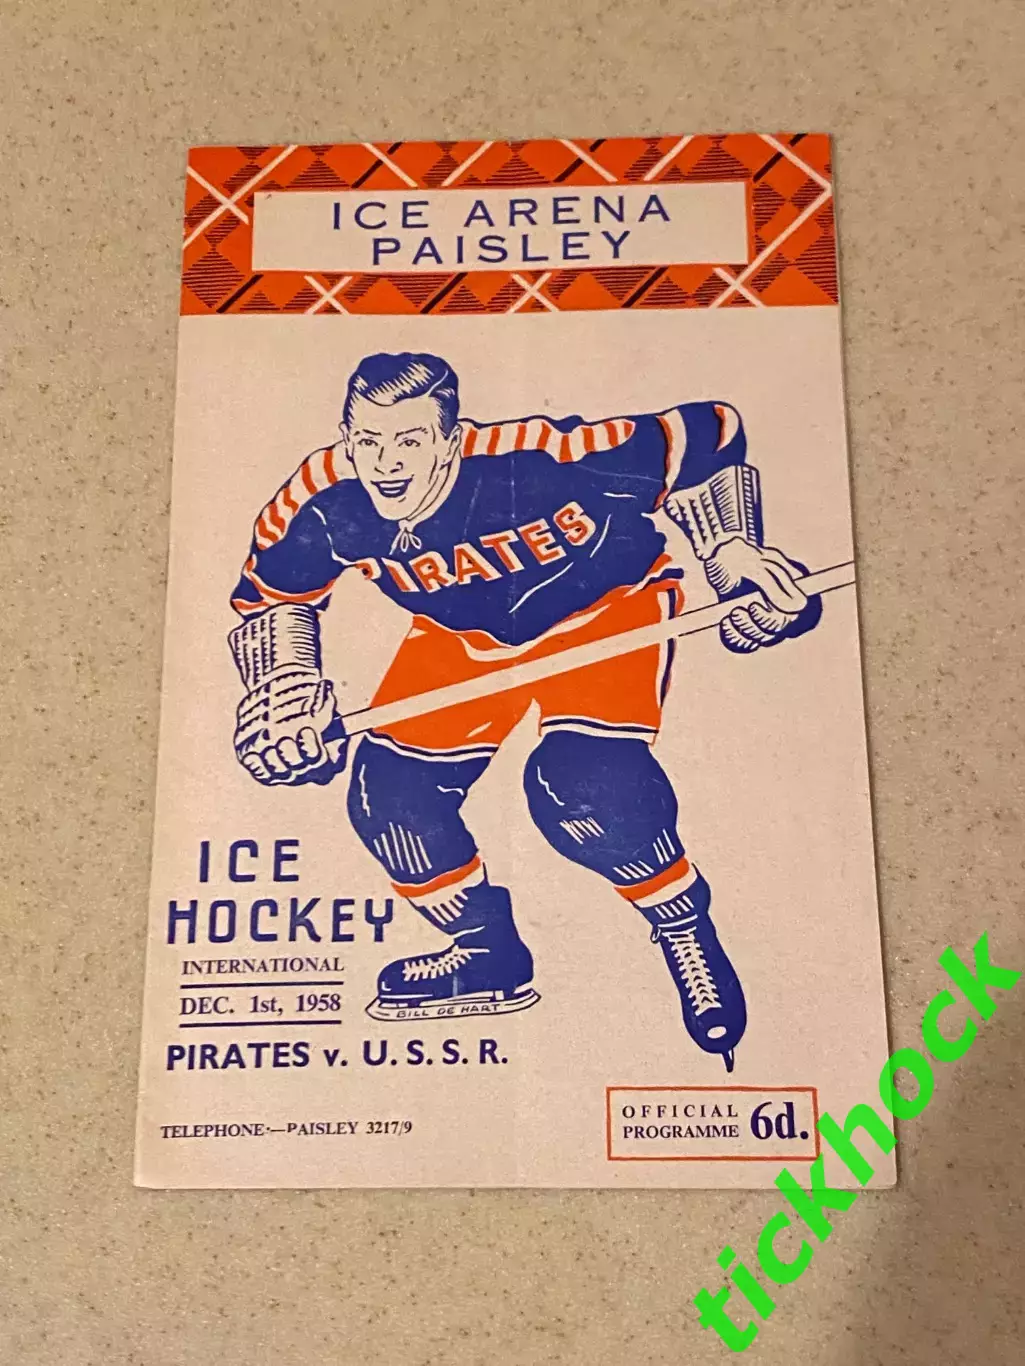 ICE ARENA
PAISLEY
PIRATES
ICE
HOCKEY
INTERNATIONAL
DEC. 1st, 1958
BILL DE HART
PIRATES v. U. S. S. R.
TELEPHONE:—PAISLEY 3217/9
OFFICIAL
PROGRAMME 6d.
tickhock